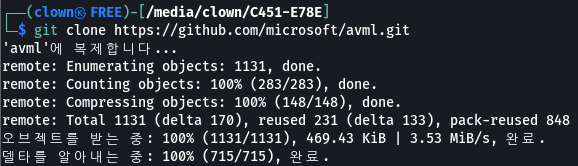 ┌──(clown㉿FREE)-[/media/clown/C451-E78E]
└─$ git clone https://github.com/microsoft/avml.git
'avml'에 복제합니다...
remote: Enumerating objects: 1131, done.
remote: Counting objects: 100% (283/283), done.
remote: Compressing objects: 100% (148/148), done.
remote: Total 1131 (delta 170), reused 231 (delta 133), pack-reused 848
오브젝트를 받는 중: 100% (1131/1131), 469.43 KiB | 3.53 MiB/s, 완료.
델타를 알아내는 중: 100% (715/715), 완료.